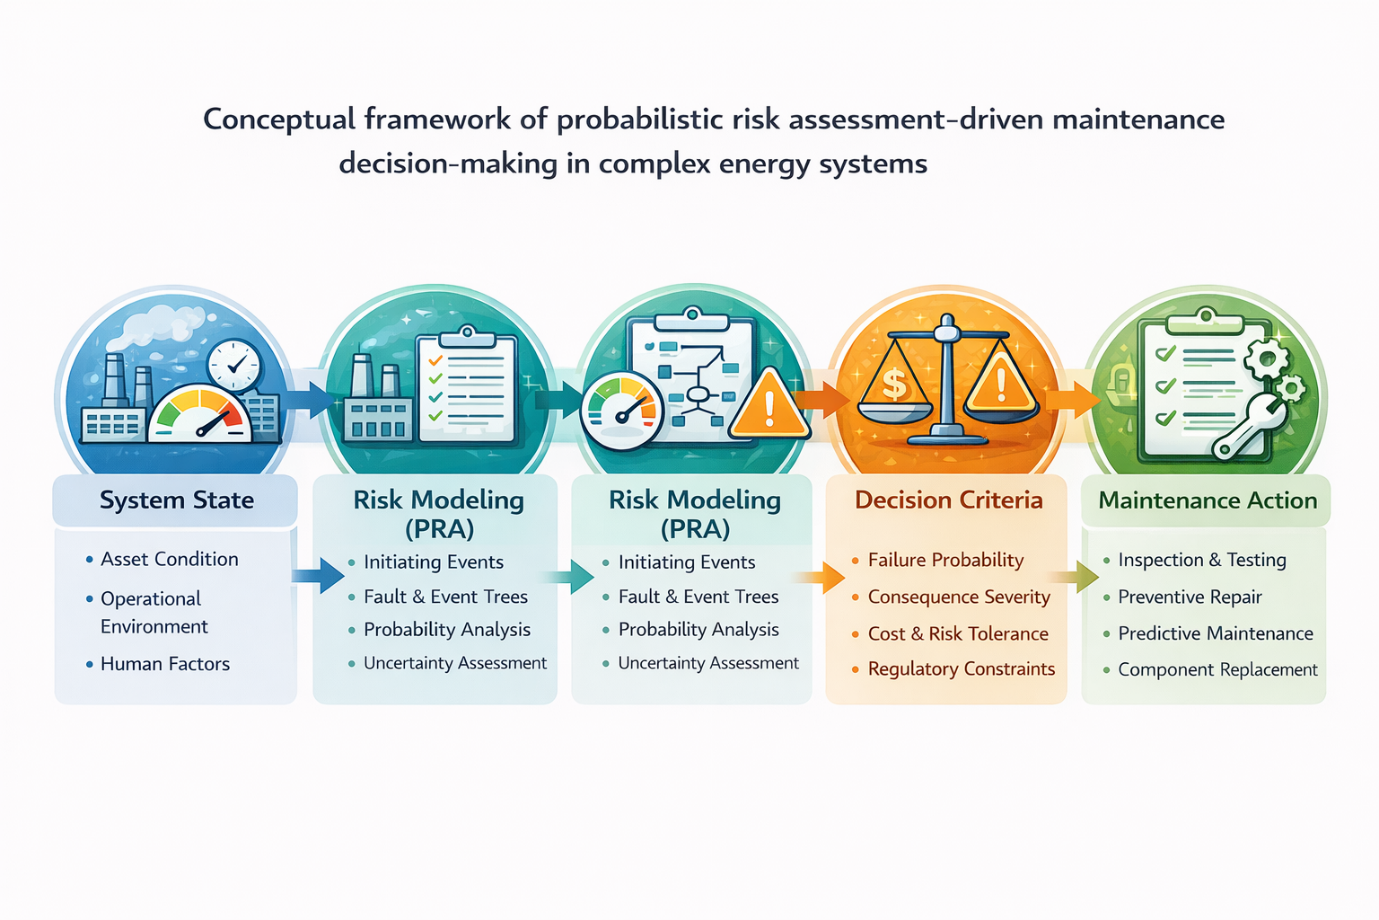 Conceptual framework of probabilistic risk assessment-driven maintenance
decision-making in complex energy systems
$
System State
• Asset Condition
• Operational
Environment
• Human Factors
Risk Modeling
(PRA)
• Initiating Events
• Fault & Event Trees
• Probability Analysis
• Uncertainty Assessment
Risk Modeling
(PRA)
• Initiating Events
• Fault & Event Trees
• Probability Analysis
• Uncertainty Assessment
Decision Criteria
• Failure Probability
• Consequence Severity
• Cost & Risk Tolerance
• Regulatory Constraints
Maintenance Action
• Inspection & Testing
• Preventive Repair
• Predictive Maintenance
• Component Replacement